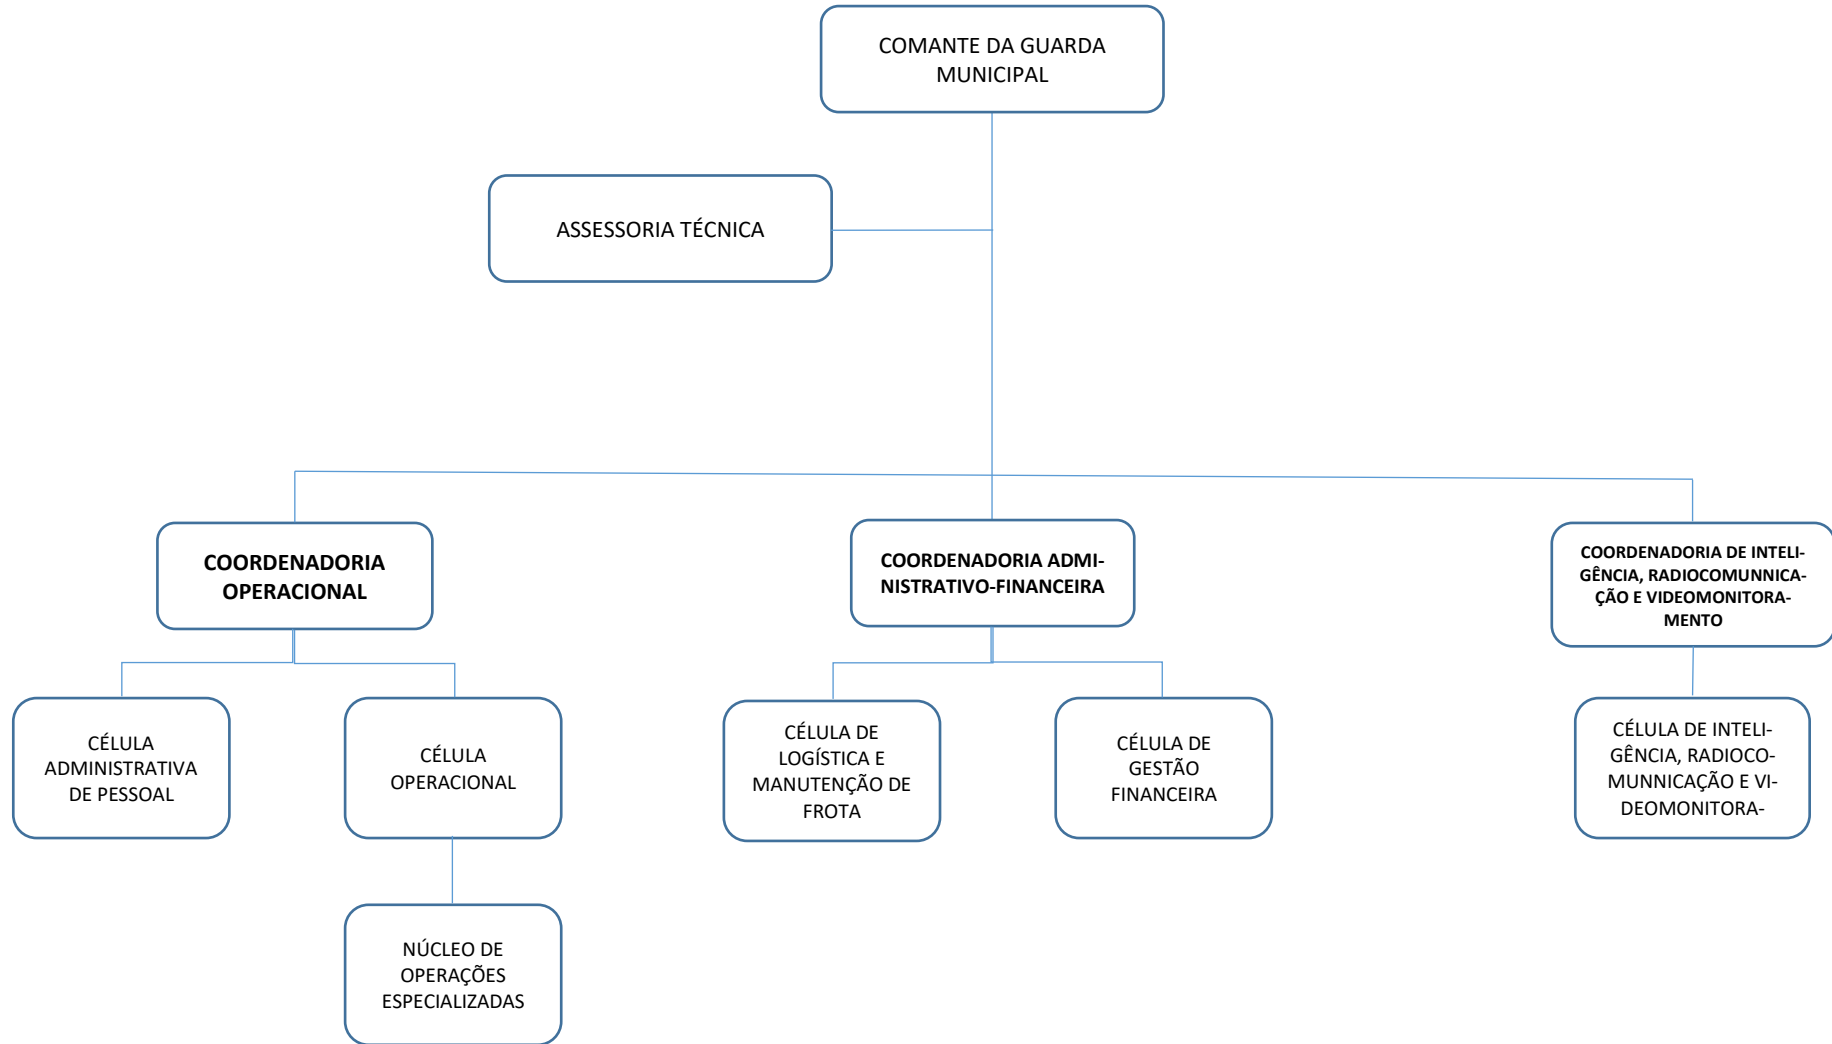 COMANTE DA GUARDA
MUNICIPAL
ASSESSORIA TÉCNICA
COORDENADORIA
OPERACIONAL
COORDENADORIA ADMI-
NISTRATIVO-FINANCEIRA
COORDENADORIA DE INTELI-
GÊNCIA, RADIOCOMUNNICA-
ÇÃO E VIDEOMONITORA-
MENTO
CÉLULA
ADMINISTRATIVA
DE PESSOAL
CÉLULA
OPERACIONAL
CÉLULA DE
LOGÍSTICA E
MANUTENÇÃO DE
FROTA
CÉLULA DE
GESTÃO
FINANCEIRA
CÉLULA DE INTELI-
GÊNCIA, RADIOCO-
MUNNICAÇÃO E VI-
DEOMONITORA-
NÚCLEO DE
OPERAÇÕES
ESPECIALIZADAS